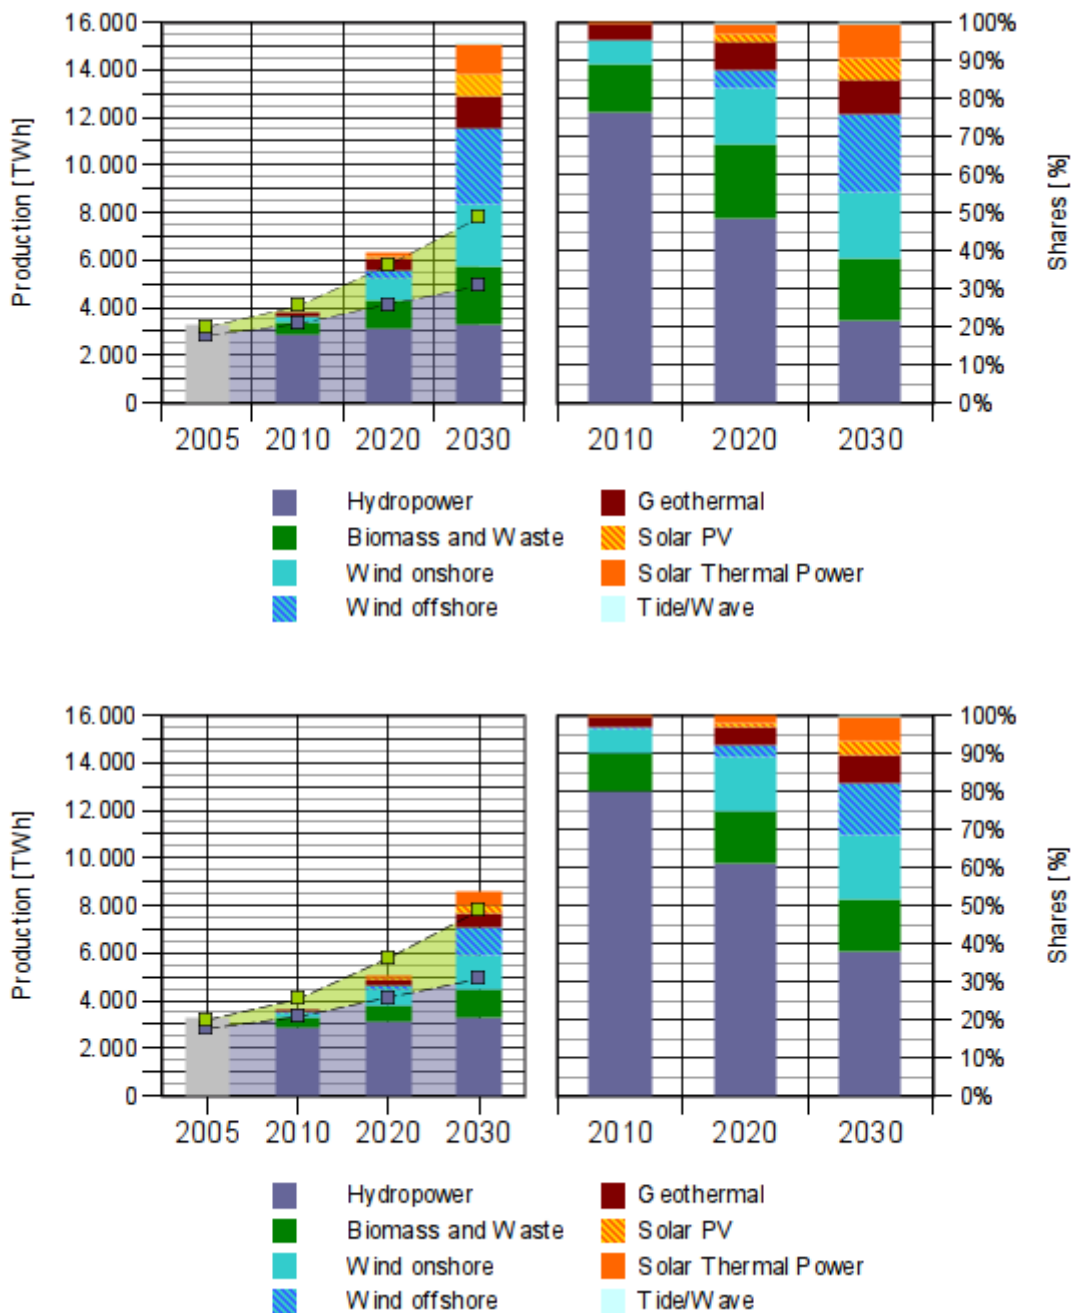 16.000
14.000
12.000
10.000
8.000
6.000
4.000
2.000
0
Production [TWh]
2005 2010 2020 2030
100%
90%
80%
70%
60%
50%
40%
30%
20%
10%
0%
Shares [%]
2010 2020 2030
Hydropower
Biomass and Waste
Wind onshore
Wind offshore
Geothermal
Solar PV
Solar Thermal Power
Tide/Wave
16.000
14.000
12.000
10.000
8.000
6.000
4.000
2.000
0
Production [TWh]
2005 2010 2020 2030
100%
90%
80%
70%
60%
50%
40%
30%
20%
10%
0%
Shares [%]
2010 2020 2030
Hydropower
Biomass and Waste
Wind onshore
Wind offshore
Geothermal
Solar PV
Solar Thermal Power
Tide/Wave